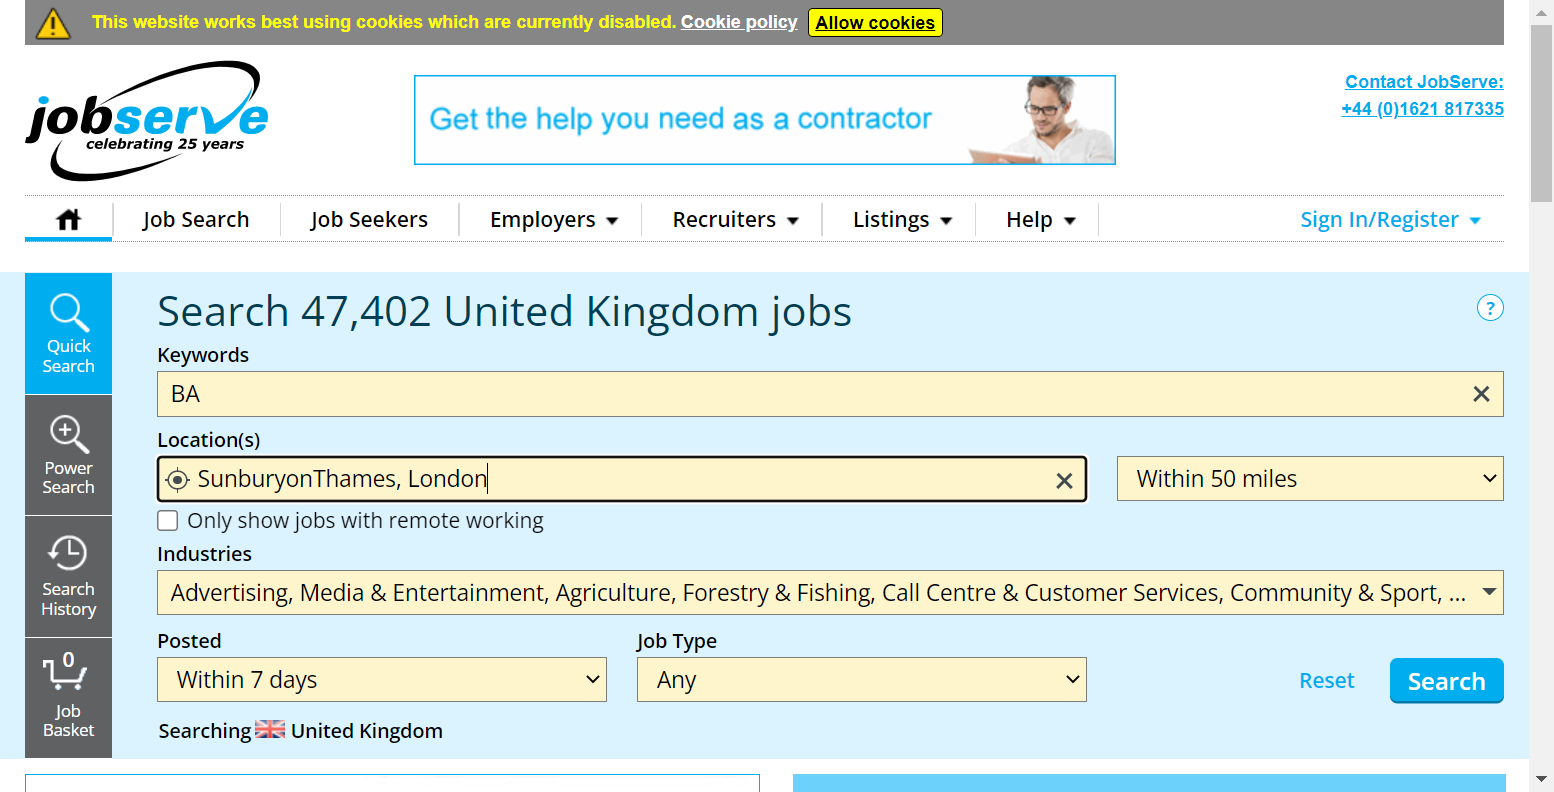 This website works best using cookies which are currently disabled. Cookie policy Allow cookies
jobserve
celebrating 25 years
Get the help you need as a contractor
Contact JobServe:
+44 (0)1621 817335
Job Search Job Seekers Employers Recruiters Listings Help Sign In/Register
Quick
Search
Power
Search
Search
History
0
Job
Basket
Search 47,402 United Kingdom jobs
?
Keywords
BA
Location(s)
SunburyonThames, London
Within 50 miles
Only show jobs with remote working
Industries
Advertising, Media & Entertainment, Agriculture, Forestry & Fishing, Call Centre & Customer Services, Community & Sport, ...
Posted
Job Type
Within 7 days
Any
Reset
Search
Searching United Kingdom